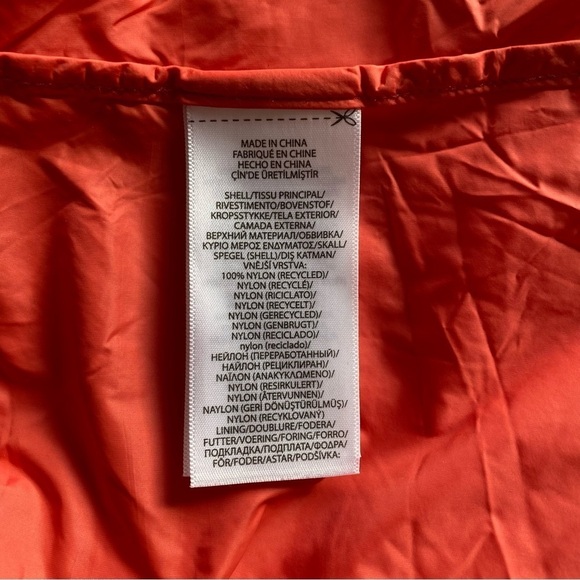 MADE IN CHINA
FABRIQUÉ EN CHINE
HECHO EN CHINA
ÇİN'DE ÜRETİLMİŞTİR
SHELL/TISSU PRINCIPAL/
RIVESTIMENTO/BOVENSTOF/
KROPSSTYKKE/TELA EXTERIOR/
CAMADA EXTERNA/
ВЕРХНИЙ МАТЕРИАЛ/ОБВИВКА/
ΚΥΡΙΟ ΜΕΡΟΣ ΕΝΔΥΜΑΤΟΣ/SKALL/
SPEGEL (SHELL)/DIŞ KATMAN/
VNĚJŠÍ VRSTVA:
100% NYLON (RECYCLED)/
NYLON (RECYCLÉ)/
NYLON (RICICLATO)/
NYLON (RECYCELT)/
NYLON (GERECYCLED)/
NYLON (GENBRUGT)/
NYLON (RECICLADO)/
nylon (reciclado)/
НЕЙЛОН (ПЕРЕРАБОТАННЫЙ)/
НАЙЛОН (РЕЦИКЛИРАН)/
ΝΑΪΛΟΝ (ΑΝΑΚΥΚΛΩΜΕΝΟ)/
NYLON (RESIRKULERT)/
NYLON (ÅTERVUNNEN)/
NAYLON (GERİ DÖNÜŞTÜRÜLMÜŞ)/
NYLON (RECYKLOVANÝ)
LINING/DOUBLURE/FODERA/
FUTTER/VOERING/FORING/FORRO/
ПОДКЛАДКА/ПОДПЛАТА/ΦΟΔΡΑ/
FÔR/FODER/ASTAR/PODŠÍVKA: